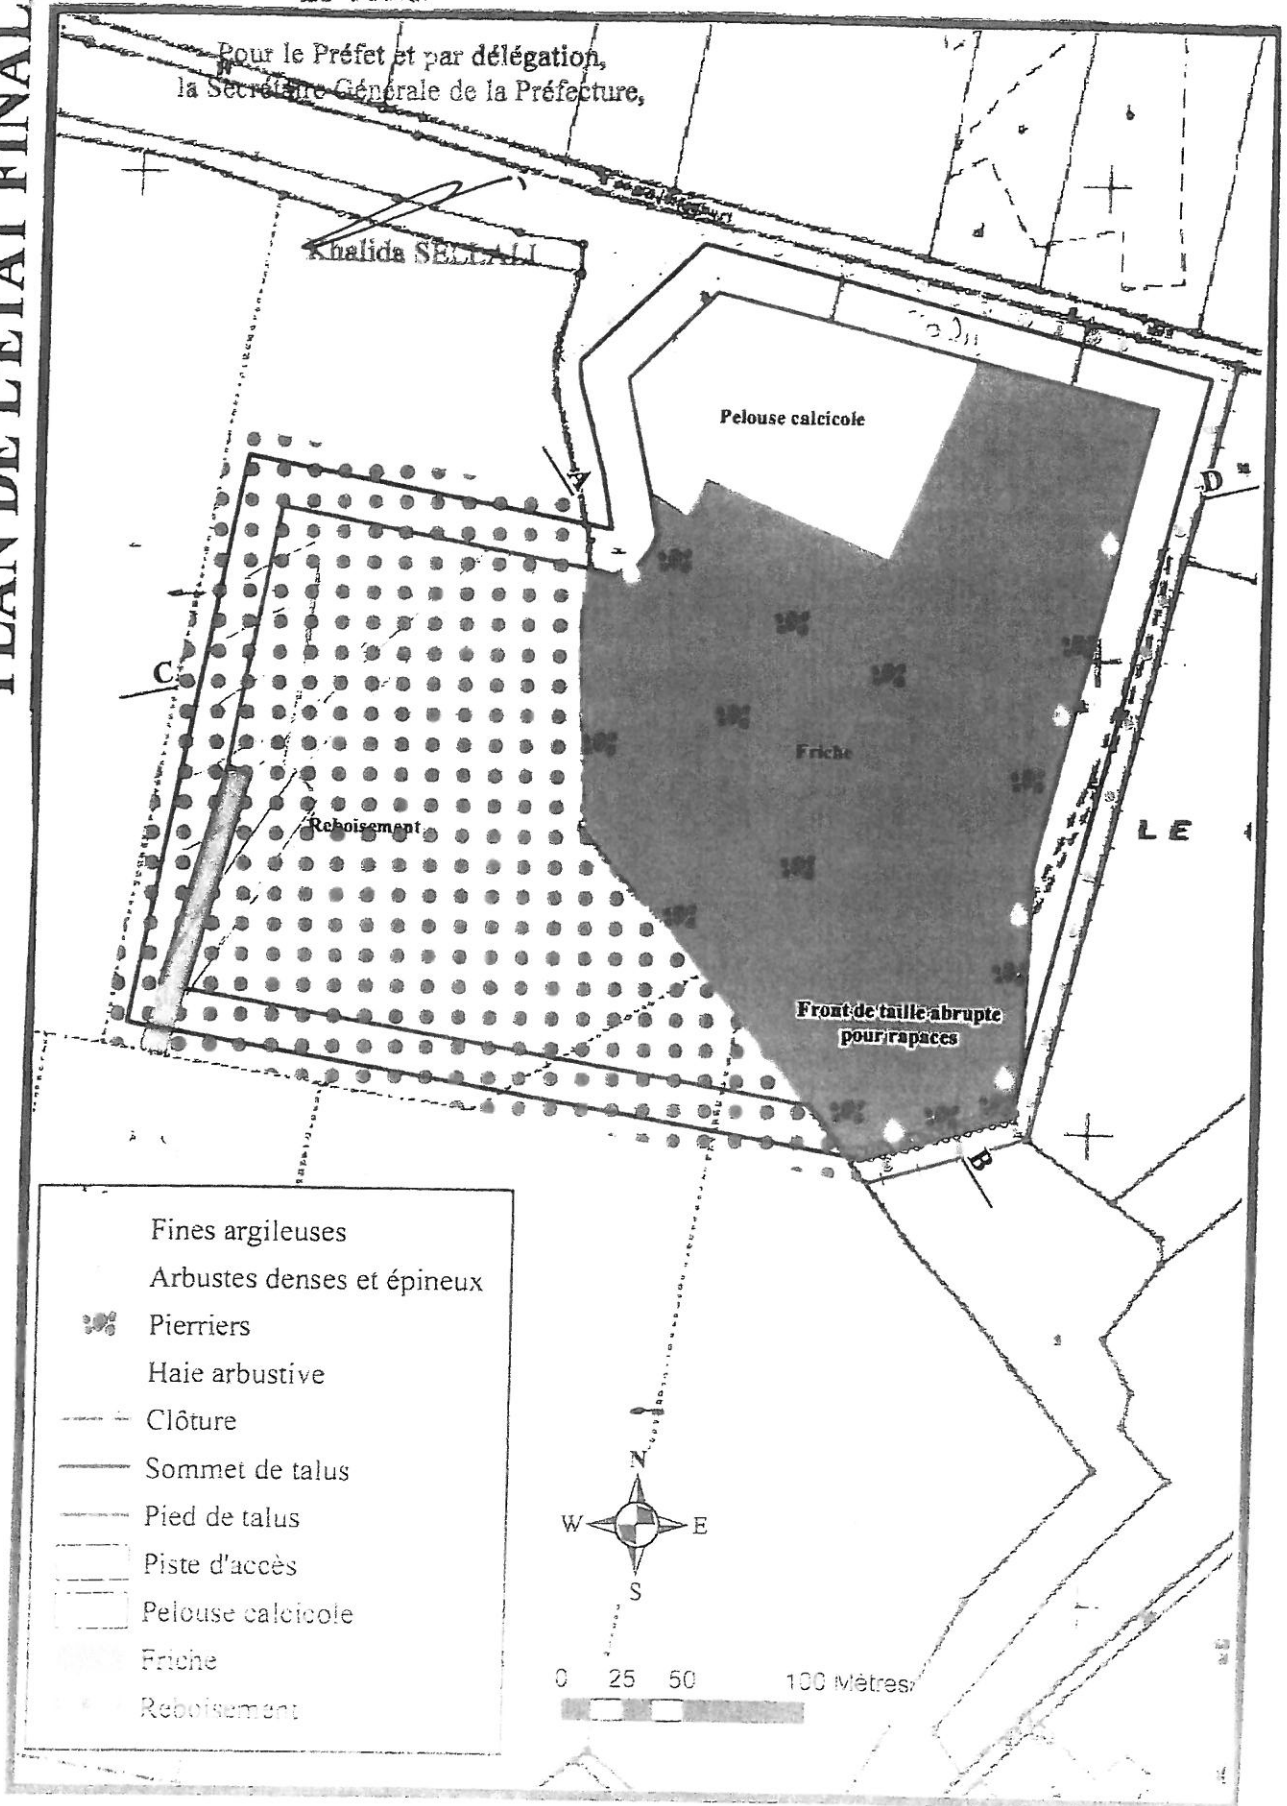 PLAN DE L'ETAT FINAL
Pour le Préfet et par délégation,
la Secrétaire Générale de la Préfecture,
Khalida SELLALI
Pelouse calcicole
A
D
C
Friche
LE
Reboisement
Front de taille abrupte
pour rapaces
B
Fines argileuses
Arbustes denses et épineux
Pierriers
Haie arbustive
Clôture
Sommet de talus
Pied de talus
Piste d'accès
Pelouse calcicole
Friche
Reboisement
N
W E
S
0 25 50 100 Mètres